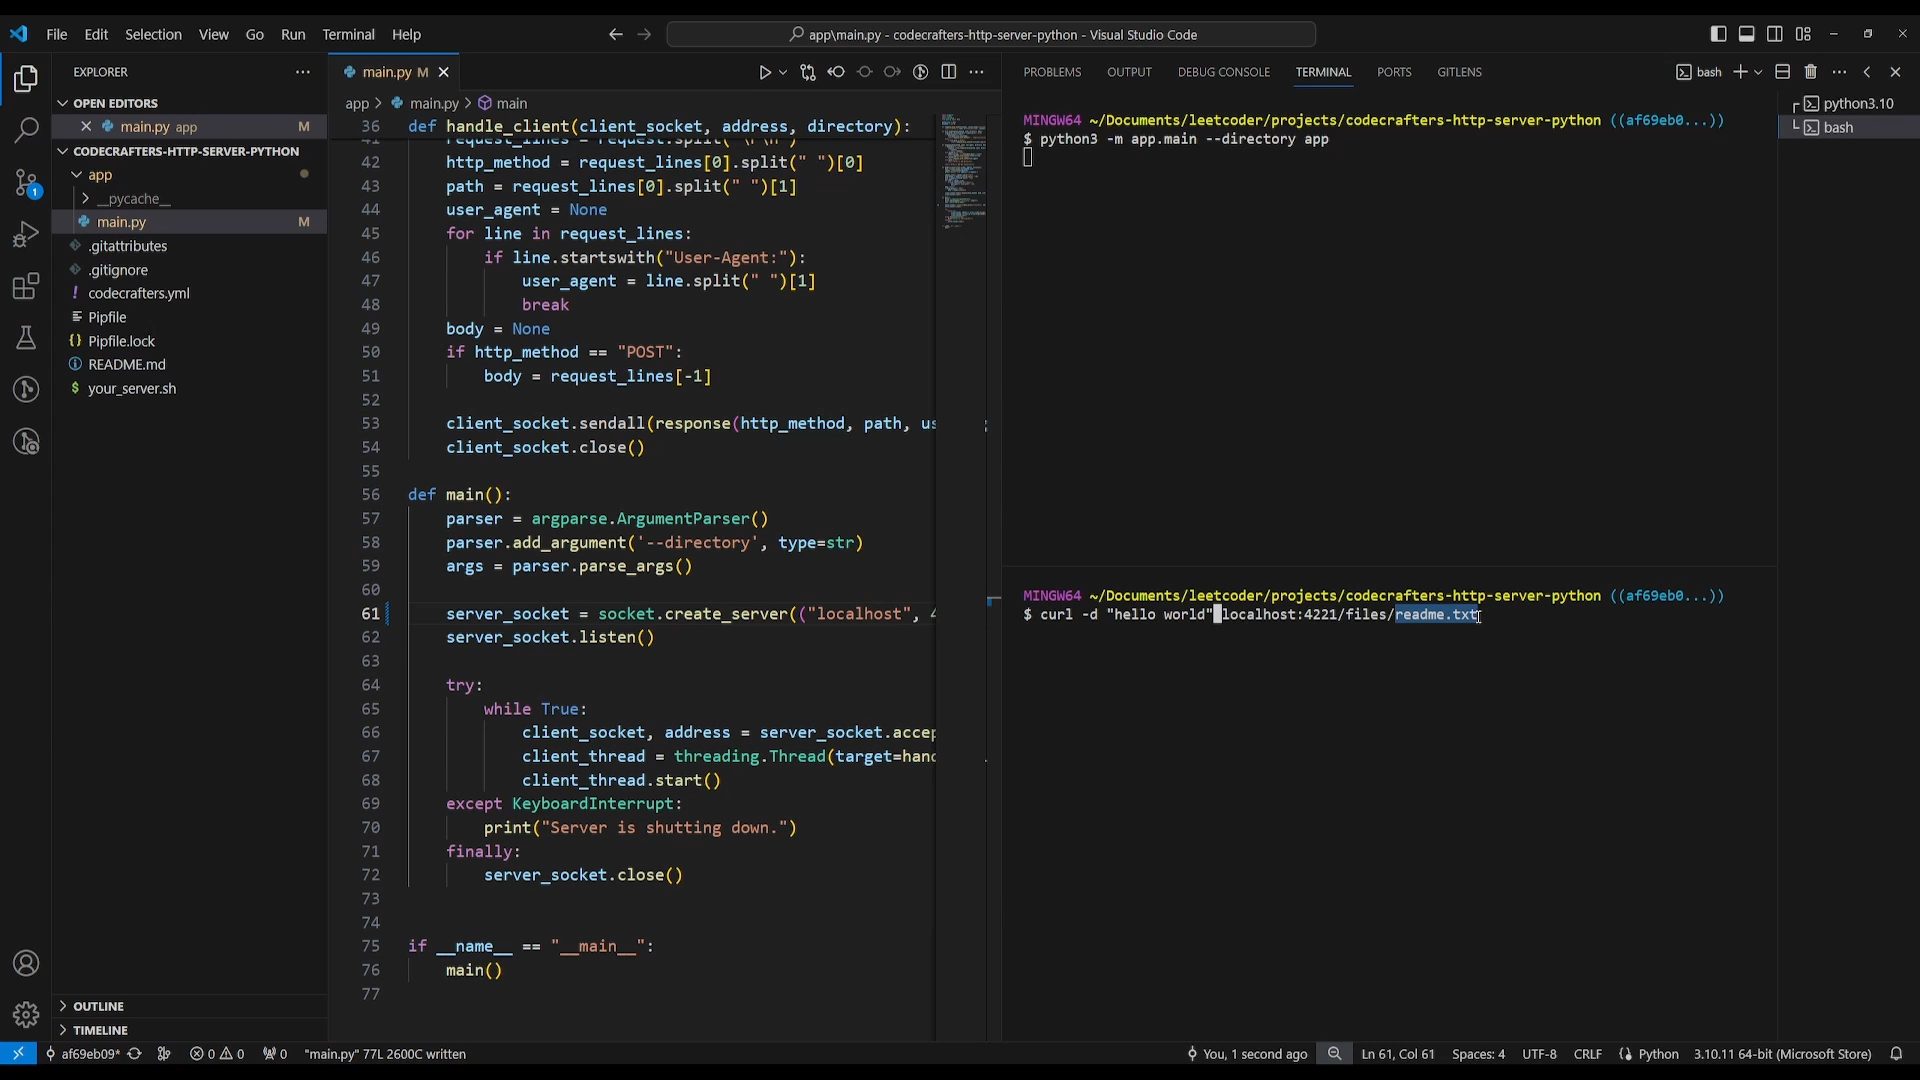 File Edit Selection View Go Run Terminal Help
app\main.py - codecrafters-http-server-python - Visual Studio Code
EXPLORER
OPEN EDITORS
main.py app M
CODECRAFTERS-HTTP-SERVER-PYTHON
app
__pycache__
main.py M
.gitattributes
.gitignore
codecrafters.yml
Pipfile
Pipfile.lock
README.md
your_server.sh
OUTLINE
TIMELINE
main.py M
app > main.py > main
36 def handle_client(client_socket, address, directory):
41 request_lines = request.split("\r\n")
42 http_method = request_lines[0].split(" ")[0]
43 path = request_lines[0].split(" ")[1]
44 user_agent = None
45 for line in request_lines:
46 if line.startswith("User-Agent:"):
47 user_agent = line.split(" ")[1]
48 break
49 body = None
50 if http_method == "POST":
51 body = request_lines[-1]
52
53 client_socket.sendall(response(http_method, path, us
54 client_socket.close()
55
56 def main():
57 parser = argparse.ArgumentParser()
58 parser.add_argument('--directory', type=str)
59 args = parser.parse_args()
60
61 server_socket = socket.create_server(("localhost", 4
62 server_socket.listen()
63
64 try:
65 while True:
66 client_socket, address = server_socket.accep
67 client_thread = threading.Thread(target=hand
68 client_thread.start()
69 except KeyboardInterrupt:
70 print("Server is shutting down.")
71 finally:
72 server_socket.close()
73
74
75 if __name__ == "__main__":
76 main()
77
PROBLEMS OUTPUT DEBUG CONSOLE TERMINAL PORTS GITLENS
bash
MINGW64 ~/Documents/leetcoder/projects/codecrafters-http-server-python ((af69eb0...))
$ python3 -m app.main --directory app
MINGW64 ~/Documents/leetcoder/projects/codecrafters-http-server-python ((af69eb0...))
$ curl -d "hello world" localhost:4221/files/readme.txt
python3.10
bash
1
af69eb09* 0 0 0 "main.py" 77L 2600C written
You, 1 second ago Ln 61, Col 61 Spaces: 4 UTF-8 CRLF Python 3.10.11 64-bit (Microsoft Store)